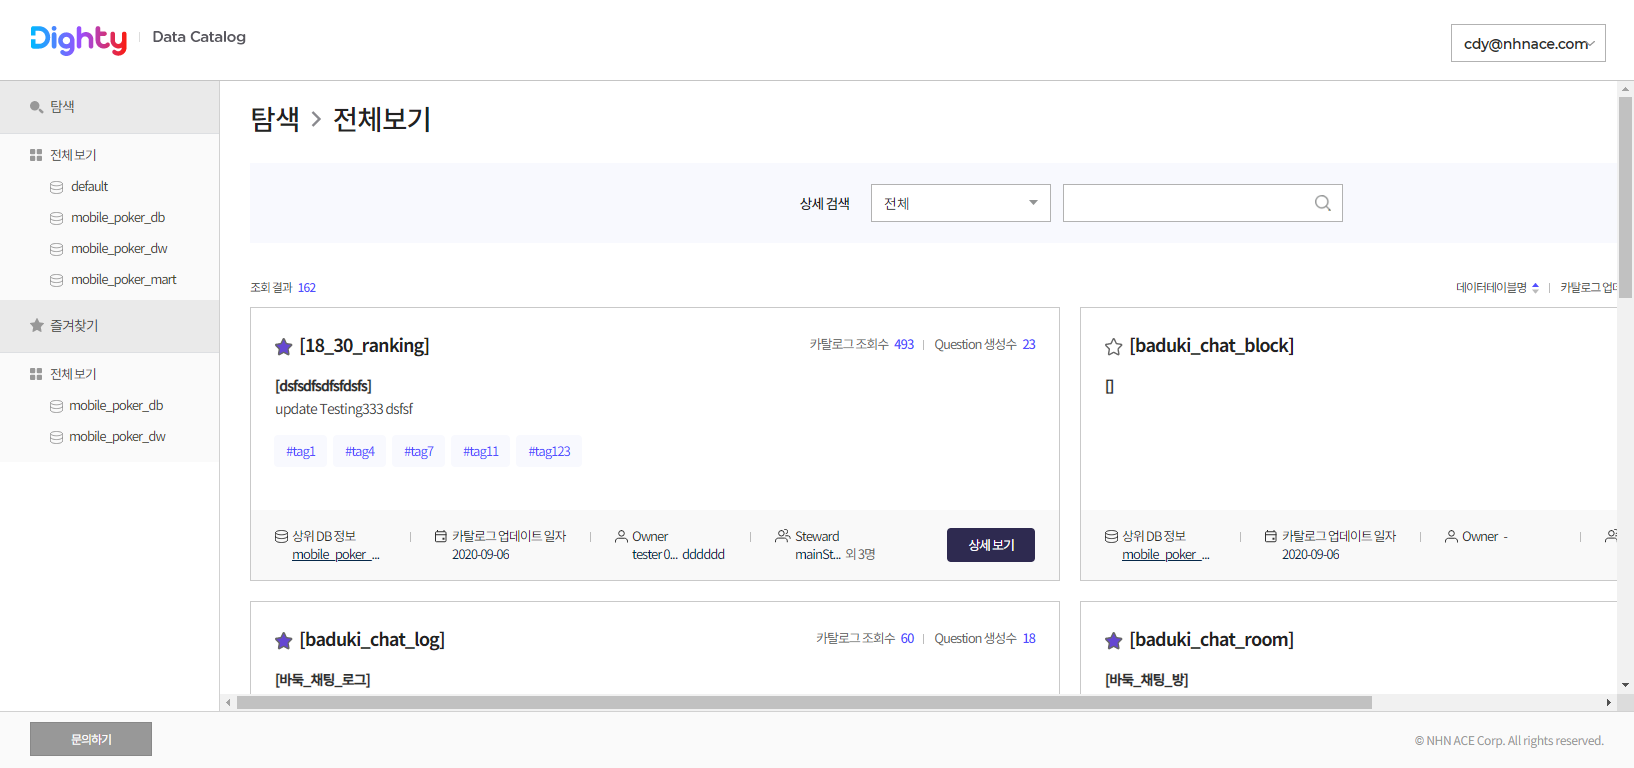 Dighty Data Catalog
cdy@nhnace.com
탐색
전체 보기
default
mobile_poker_db
mobile_poker_dw
mobile_poker_mart
즐겨찾기
전체 보기
mobile_poker_db
mobile_poker_dw
탐색 > 전체보기
상세 검색 전체
조회 결과 162
데이터테이블명 카탈로그 업데
[18_30_ranking]
카탈로그 조회수 493 Question 생성수 23
[dsfsdfsdfsfdsfs]
update Testing333 dsfsf
#tag1 #tag4 #tag7 #tag11 #tag123
상위 DB 정보 카탈로그 업데이트 일자 Owner Steward
mobile_poker_... 2020-09-06 tester0... dddddd mainSt... 외 3명
상세 보기
[baduki_chat_block]
[]
상위 DB 정보 카탈로그 업데이트 일자 Owner -
mobile_poker_... 2020-09-06
[baduki_chat_log]
카탈로그 조회수 60 Question 생성수 18
[바둑_채팅_로그]
[baduki_chat_room]
[바둑_채팅_방]
문의하기
© NHN ACE Corp. All rights reserved.